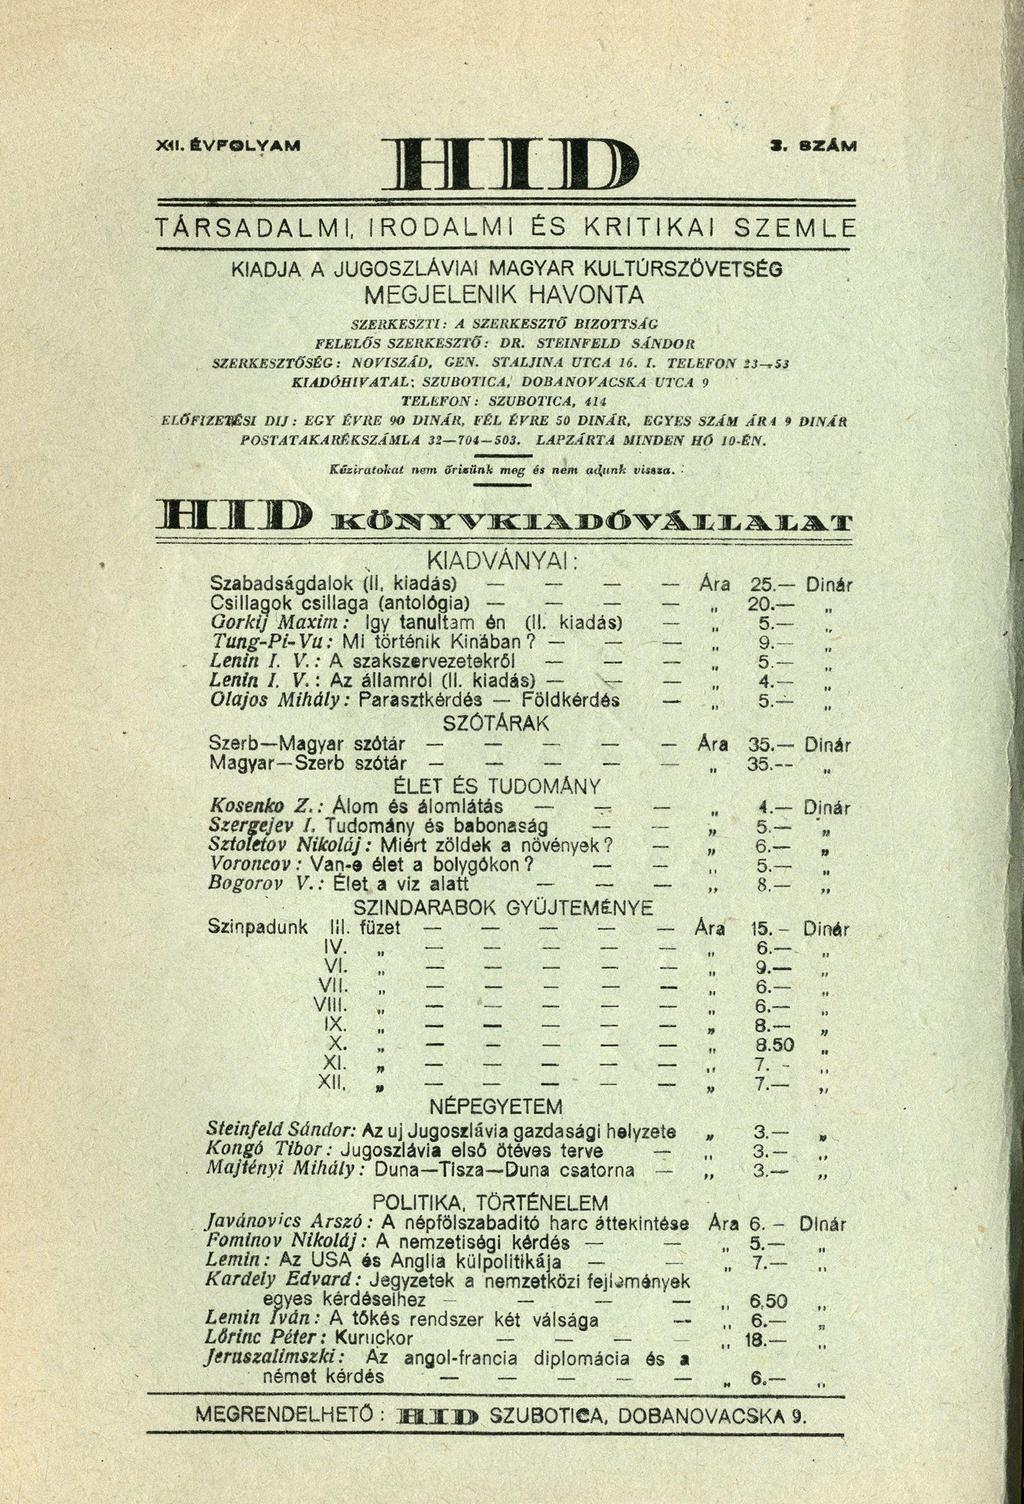 XII. ÉVFOLYAM HID 3. SZÁM
TÁRSADALMI, IRODALMI ÉS KRITIKAI SZEMLE
KIADJA A JUGOSZLÁVIAI MAGYAR KULTÚRSZÖVETSÉG
MEGJELENIK HAVONTA
SZERKESZTI: A SZERKESZTŐ BIZOTTSÁG
FELELŐS SZERKESZTŐ: DR. STEINFELD SÁNDOR
SZERKESZTŐSÉG: NOVISZÁD, GEN. STALJINA UTCA 16. I. TELEFON 23—53
KIADÓHIVATAL: SZUBOTICA, DOBANOVACSKA UTCA 9
TELEFON: SZUBOTICA, 414
ELŐFIZETÉSI DIJ: EGY ÉVRE 90 DINÁR, FÉL ÉVRE 50 DINÁR, EGYES SZÁM ÁRA 9 DINÁR
POSTATAKARÉKSZÁMLA 32—704—503. LAPZÁRTA MINDEN HÓ 10-ÉN.
Kéziratokat nem őrizünk meg és nem adunk vissza.
HID KÖNYVKIADÓVÁLLALAT
KIADVÁNYAI:
Szabadságdalok (II. kiadás) — — — — Ára 25.— Dinár
Csillagok csillaga (antológia) — — — — „ 20.— „
Gorkij Maxim: Igy tanultam én (II. kiadás) — „ 5.— „
Tung-Pi-Vu: Mi történik Kinában? — — — „ 9.— „
Lenin I. V.: A szakszervezetekről — — — „ 5.— „
Lenin I. V.: Az államról (II. kiadás) — — — „ 4.— „
Olajos Mihály: Parasztkérdés — Földkérdés — „ 5.— „
SZÓTÁRAK
Szerb—Magyar szótár — — — — — Ára 35.— Dinár
Magyar—Szerb szótár — — — — — „ 35.-- „
ÉLET ÉS TUDOMÁNY
Kosenko Z.: Álom és álomlátás — — — „ 4.— Dinár
Szergejev I. Tudomány és babonaság — — „ 5.— „
Sztoletov Nikoláj: Miért zöldek a növények? — „ 6.— „
Voroncov: Van-e élet a bolygókon? — — „ 5.— „
Bogorov V.: Élet a viz alatt — — — „ 8.— „
SZINDARABOK GYÜJTEMÉNYE
Szinpadunk III. füzet — — — — — Ára 15.- Dinár
IV. „ — — — — — „ 6.— „
VI. „ — — — — — „ 9.— „
VII. „ — — — — — „ 6.— „
VIII. „ — — — — — „ 6.— „
IX. „ — — — — — „ 8.— „
X. „ — — — — — „ 8.50 „
XI. „ — — — — — „ 7. - „
XII. „ — — — — — „ 7.— „
NÉPEGYETEM
Steinfeld Sándor: Az uj Jugoszlávia gazdasági helyzete „ 3.— „
Kongó Tibor: Jugoszlávia első ötéves terve — „ 3.— „
Majtényi Mihály: Duna—Tisza—Duna csatorna — „ 3.— „
POLITIKA, TÖRTÉNELEM
Javánovics Arszó: A népfölszabaditó harc áttekintése Ára 6. - Dinár
Fominov Nikoláj: A nemzetiségi kérdés — — „ 5.— „
Lemin: Az USA és Anglia külpolitikája — — „ 7.— „
Kardely Edvard: Jegyzetek a nemzetközi fejlemények
egyes kérdéseihez — — — — „ 6,50 „
Lemin Iván: A tőkés rendszer két válsága — „ 6.— „
Lőrinc Péter: Kuruckor — — — — „ 18.— „
Jeruszalimszki: Az angol-francia diplomácia és a
német kérdés — — — — — „ 6.— „
MEGRENDELHETŐ: HID SZUBOTICA, DOBANOVACSKA 9.